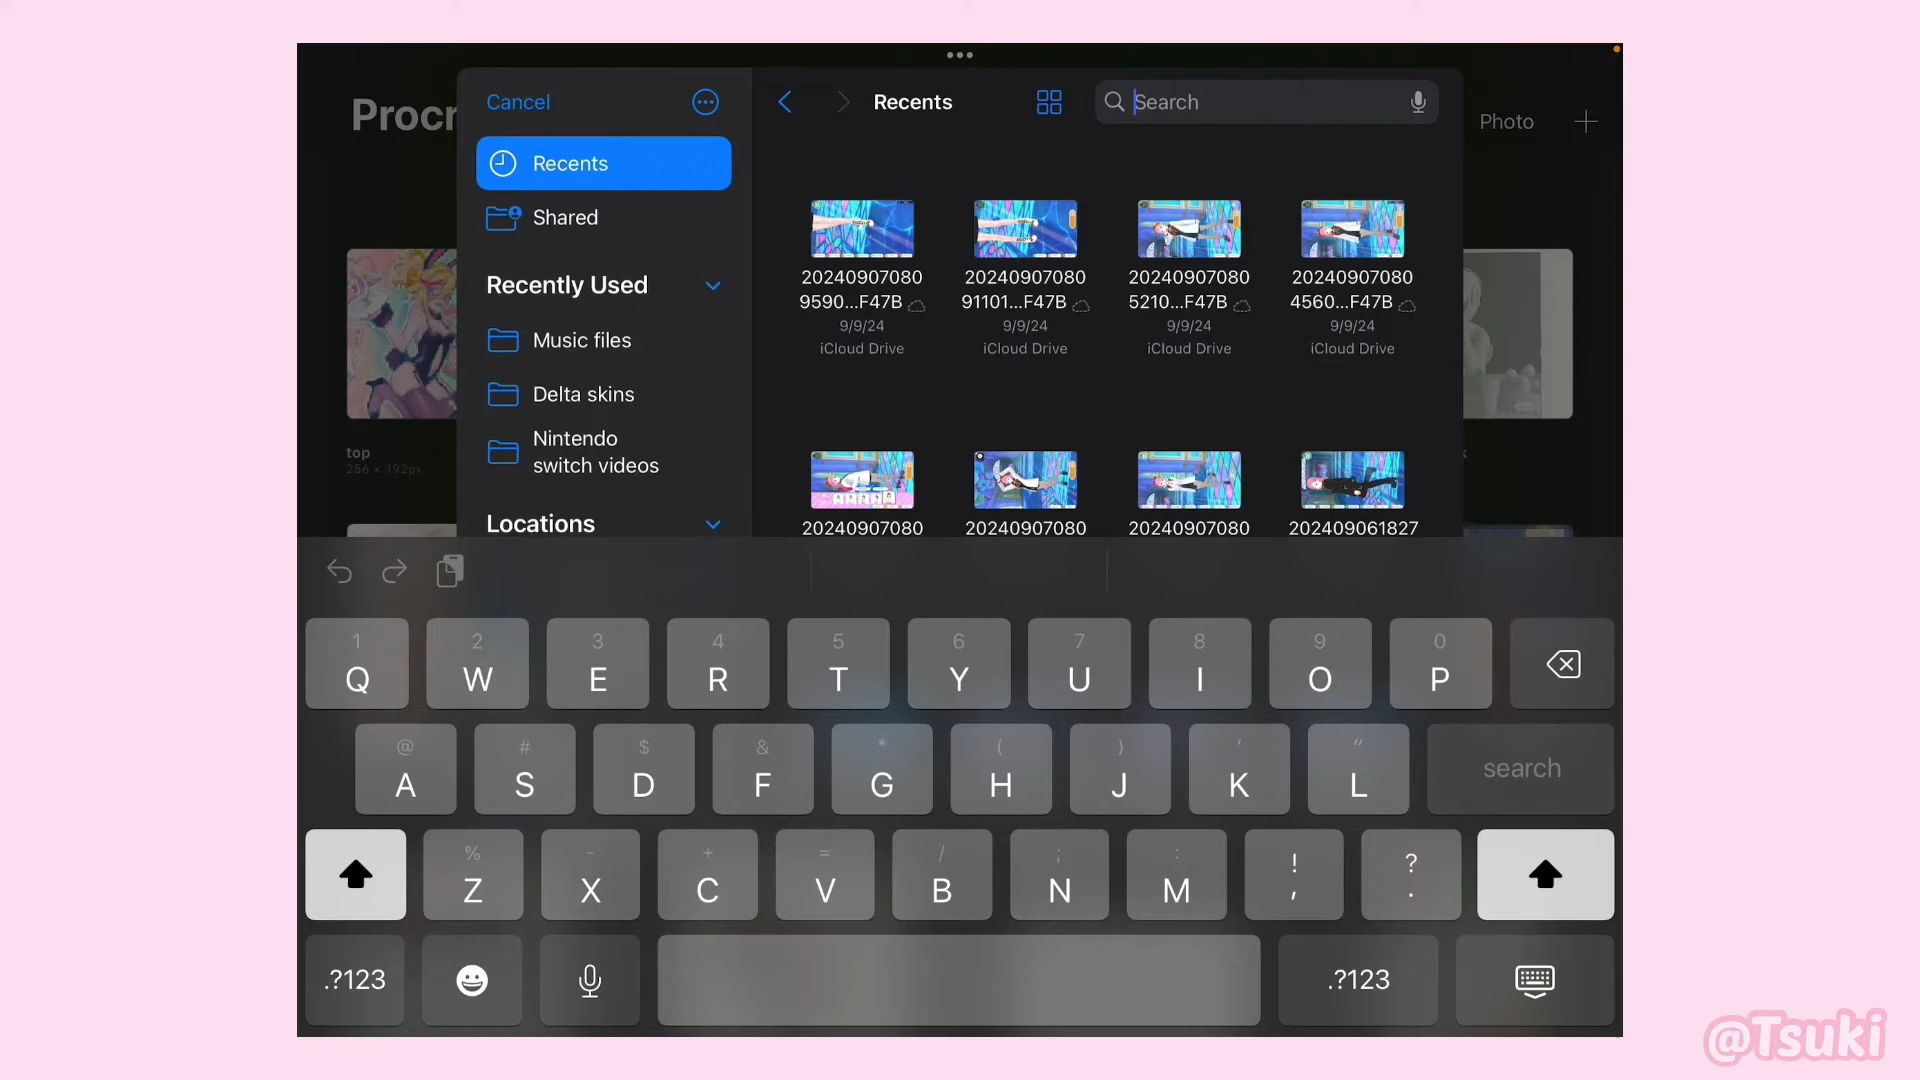 Procr
Cancel
Recents
Search
Photo
Recents
Shared
Recently Used
Music files
Delta skins
Nintendo
switch videos
Locations
20240907080
9590...F47B
9/9/24
iCloud Drive
20240907080
91101...F47B
9/9/24
iCloud Drive
20240907080
5210...F47B
9/9/24
iCloud Drive
20240907080
4560...F47B
9/9/24
iCloud Drive
20240907080
20240907080
20240907080
202409061827
top
256 × 192px
k
1 2 3 4 5 6 7 8 9 0
Q W E R T Y U I O P
@ # $ & * ( ) ' "
A S D F G H J K L search
% - + = / ; : ! ?
Z X C V B N M , .
.?123 .?123
@Tsuki